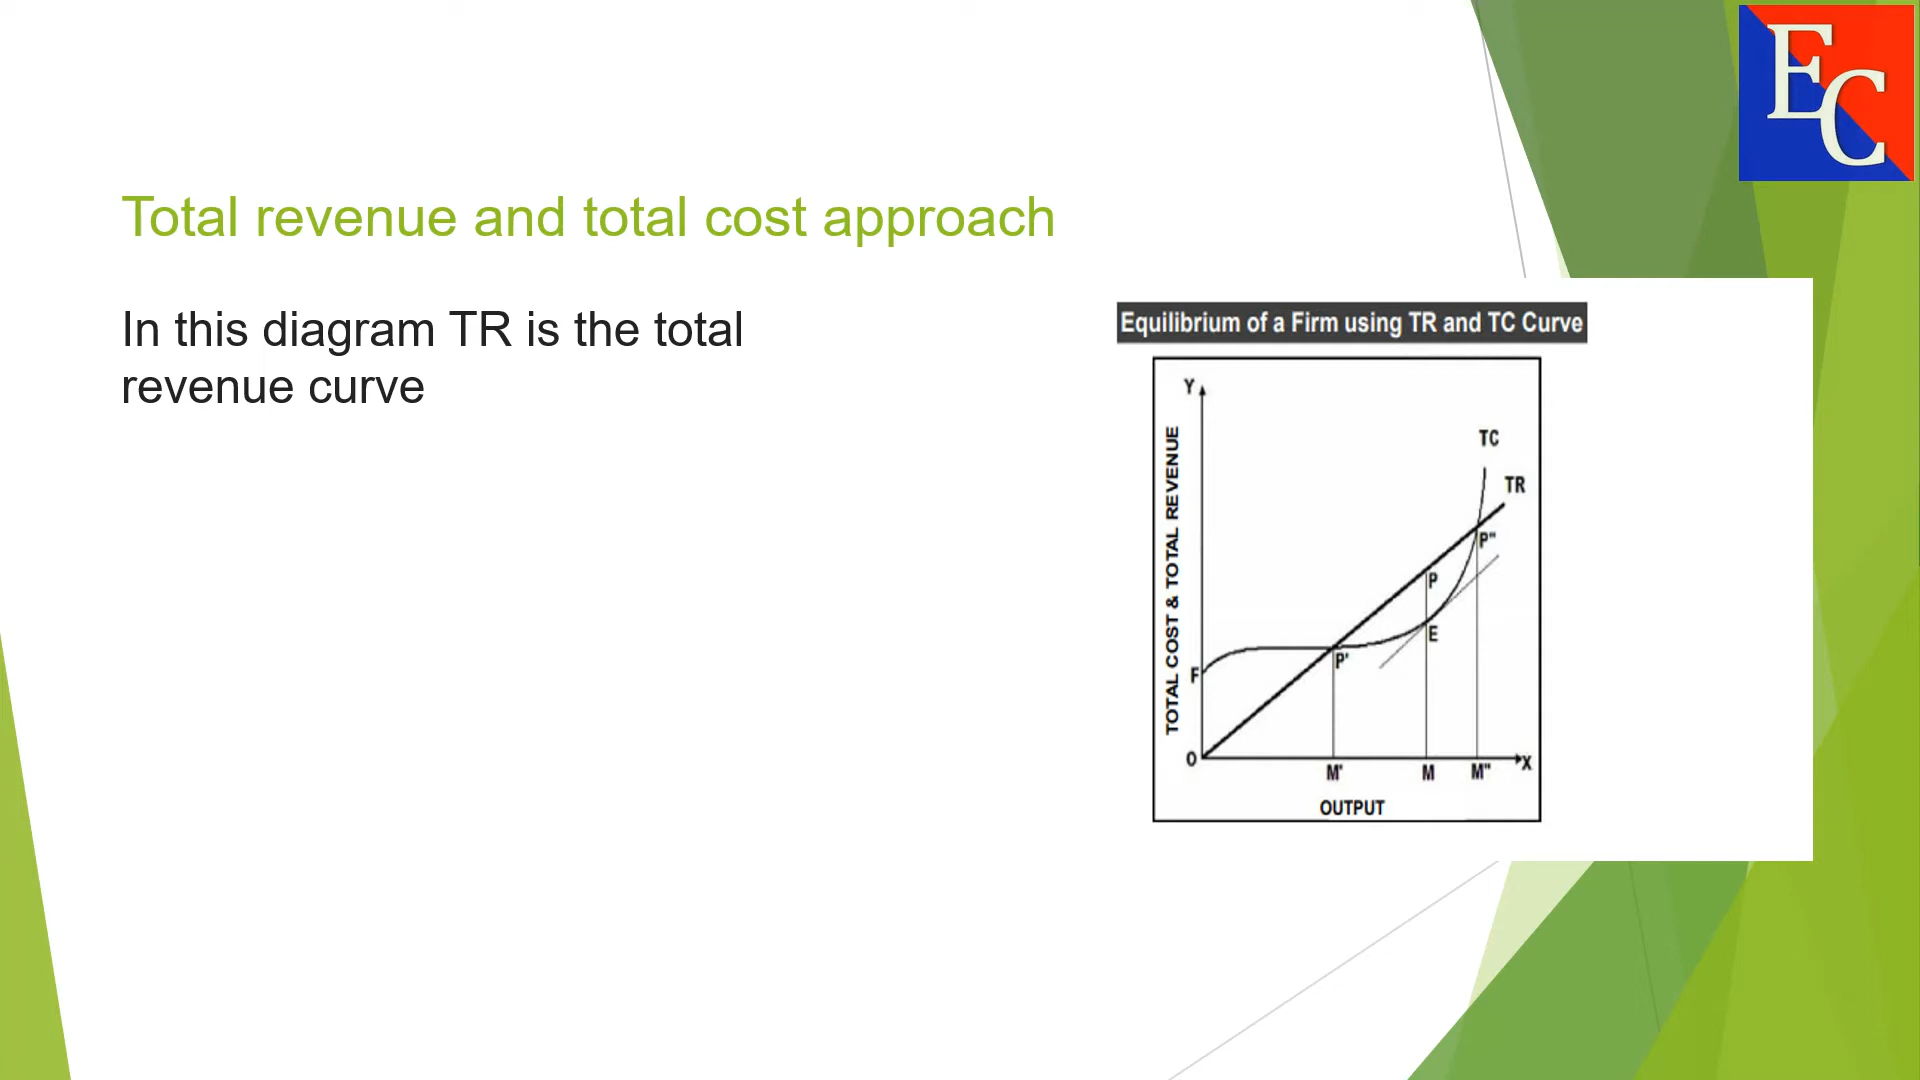 EC
Total revenue and total cost approach
In this diagram TR is the total
revenue curve
Equilibrium of a Firm using TR and TC Curve
Y
TC
TR
TOTAL COST & TOTAL REVENUE
P"
P
E
P'
F
O
X
M' M M"
OUTPUT